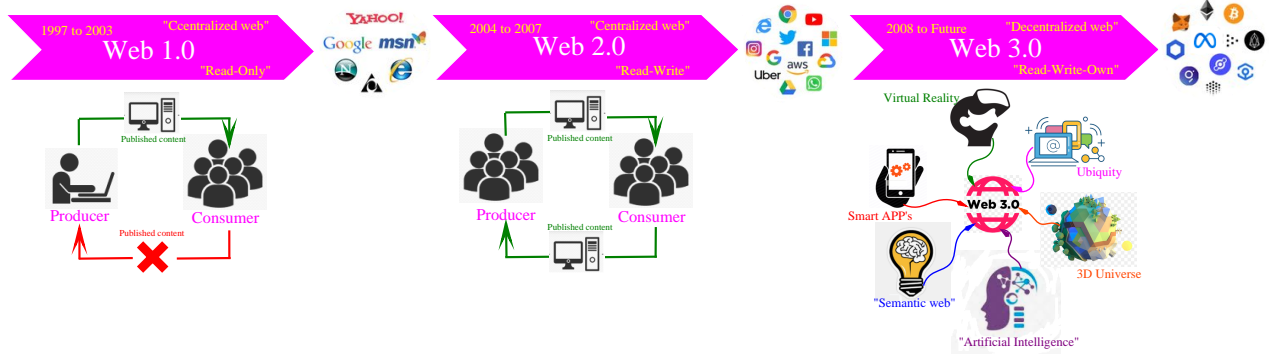 1997 to 2003
"Ccentralized web"
Web 1.0
"Read-Only"
YAHOO!
Google
msn
N
2004 to 2007
"Centralized web"
Web 2.0
"Read-Write"
G
aws
Uber
2008 to Future
"Decentralized web"
Web 3.0
"Read-Write-Own"
Published content
Producer
Consumer
Published content
Published content
Producer
Consumer
Published content
Virtual Reality
@
Ubiquity
Smart APP's
Web 3.0
3D Universe
"Semantic web"
"Artificial Intelligence"